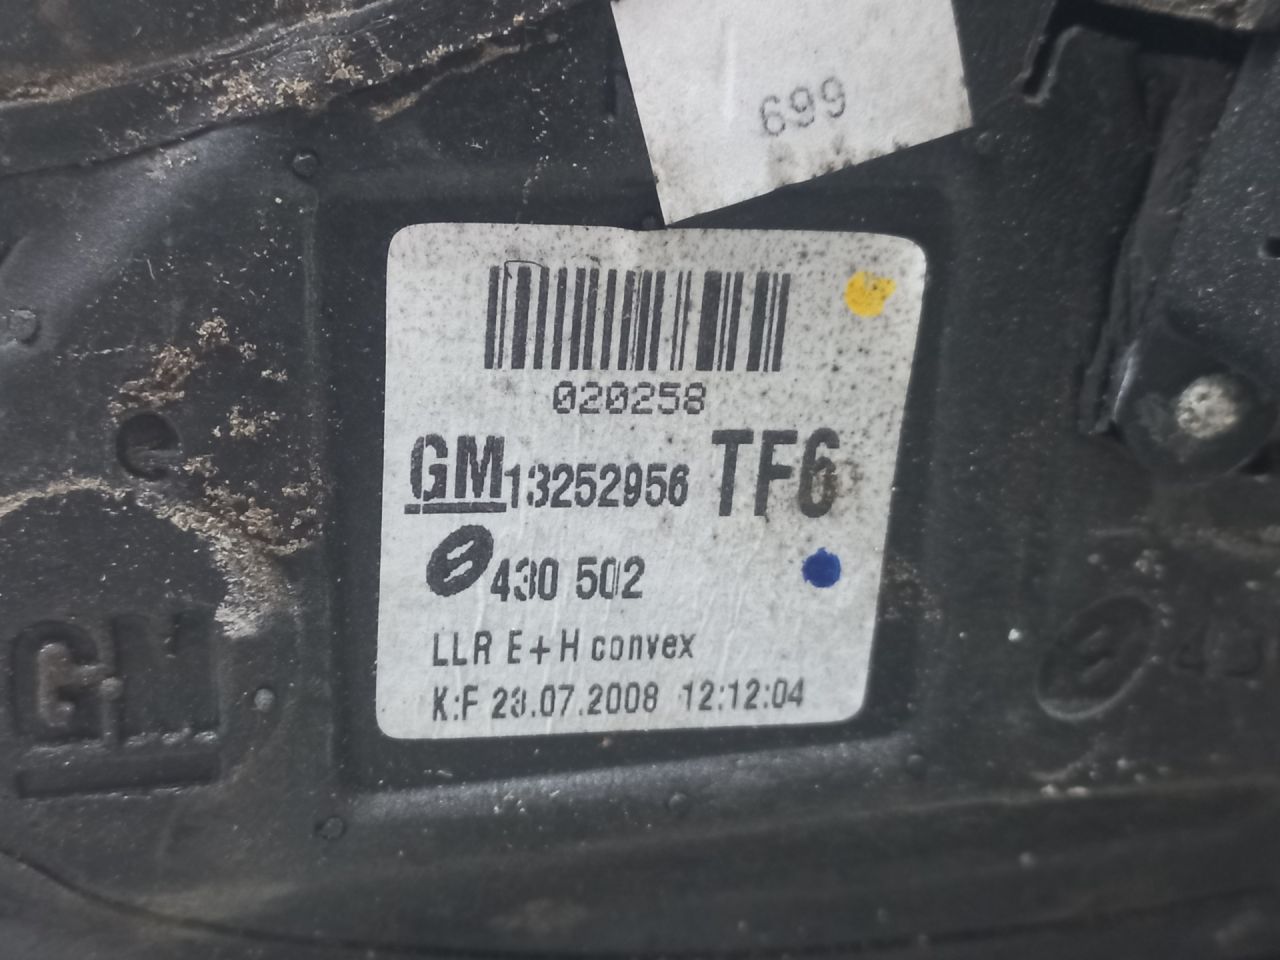 699
020258
GM 13252956 TF6
430 502
LLR E+H convex
K:F 23.07.2008 12:12:04
GM